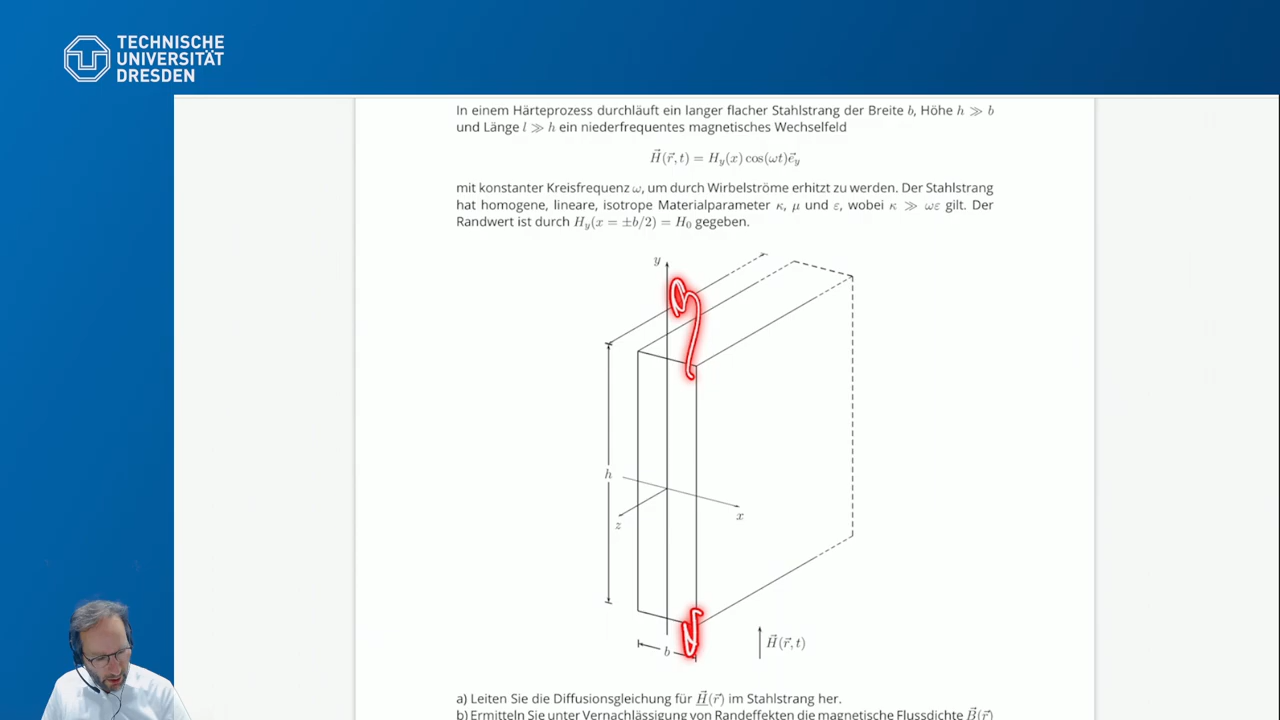 TECHNISCHE
UNIVERSITÄT
DRESDEN
In einem Härteprozess durchläuft ein langer flacher Stahlstrang der Breite b, Höhe h ≫ b
und Länge l ≫ h ein niederfrequentes magnetisches Wechselfeld
H⃗(r⃗, t) = H_y(x) cos(ωt)e⃗_y
mit konstanter Kreisfrequenz ω, um durch Wirbelströme erhitzt zu werden. Der Stahlstrang
hat homogene, lineare, isotrope Materialparameter κ, μ und ε, wobei κ ≫ ωε gilt. Der
Randwert ist durch H_y(x = ±b/2) = H_0 gegeben.
y
h
x
z
b
H⃗(r⃗, t)
a) Leiten Sie die Diffusionsgleichung für H̲⃗(r⃗) im Stahlstrang her.
b) Ermitteln Sie unter Vernachlässigung von Randeffekten die magnetische Flussdichte B̲⃗(r⃗)